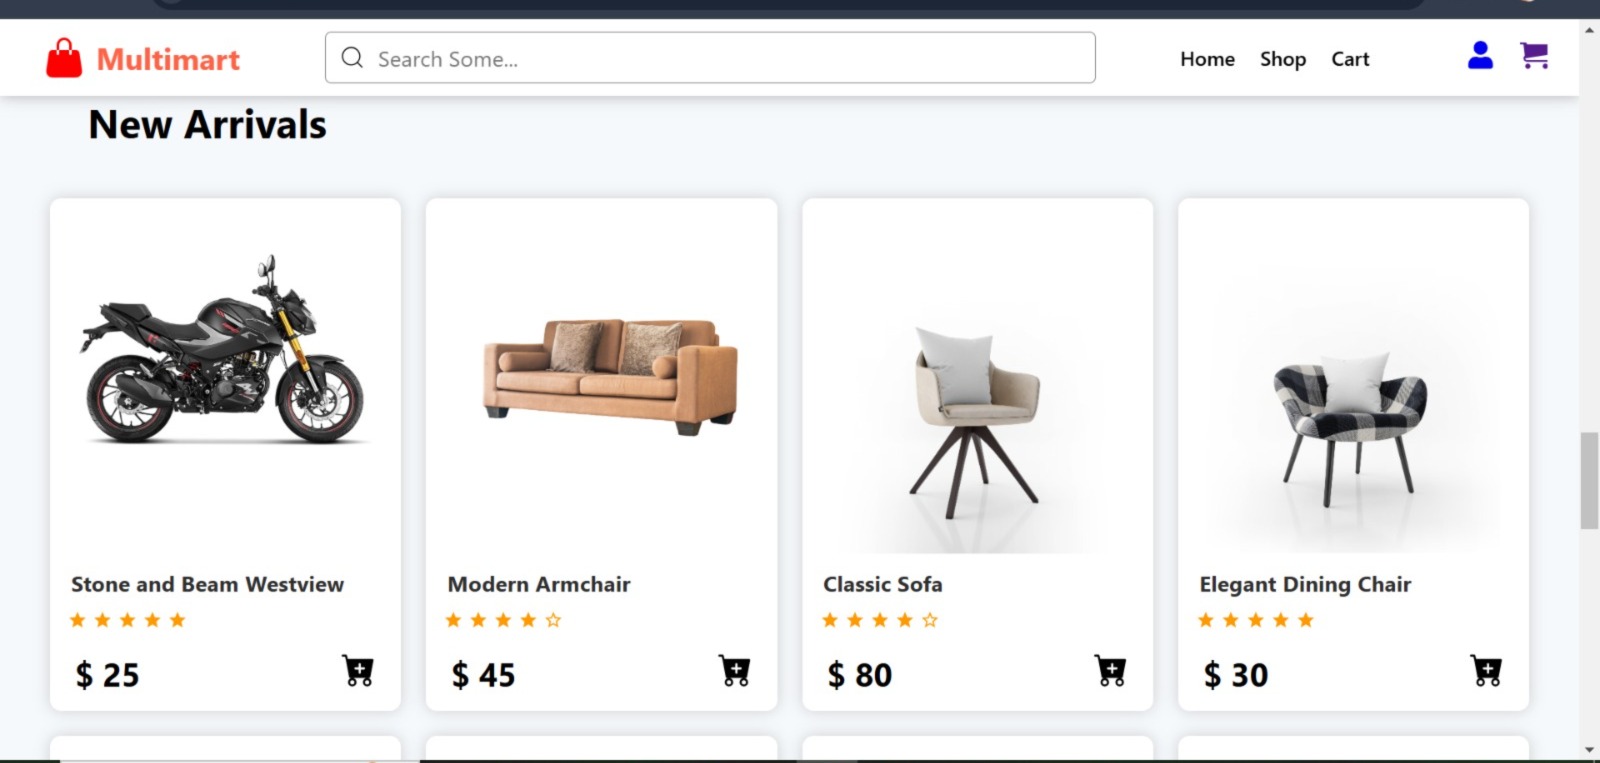 Multimart
Search Some...
Home Shop Cart
New Arrivals
Stone and Beam Westview
$ 25
Modern Armchair
$ 45
Classic Sofa
$ 80
Elegant Dining Chair
$ 30